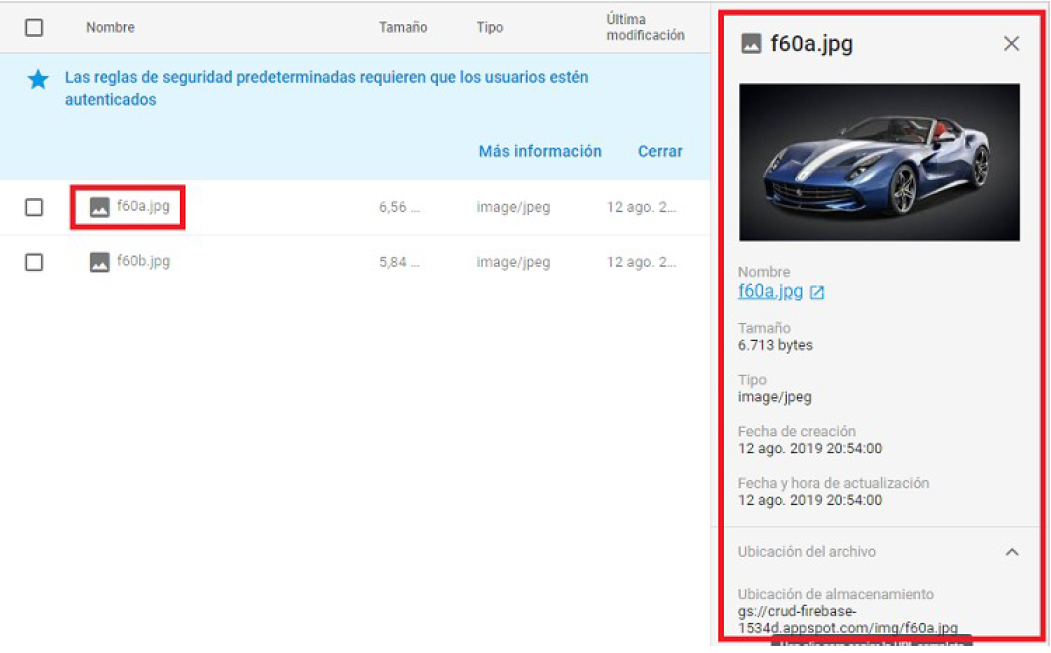 Nombre
Tamaño
Tipo
Última
modificación
Las reglas de seguridad predeterminadas requieren que los usuarios estén
autenticados
Más información
Cerrar
f60a.jpg
6,56 ...
image/jpeg
12 ago. 2...
f60b.jpg
5,84 ...
image/jpeg
12 ago. 2...
f60a.jpg
Nombre
f60a.jpg
Tamaño
6.713 bytes
Tipo
image/jpeg
Fecha de creación
12 ago. 2019 20:54:00
Fecha y hora de actualización
12 ago. 2019 20:54:00
Ubicación del archivo
Ubicación de almacenamiento
gs://crud-firebase-
1534d.appspot.com/img/f60a.jpg